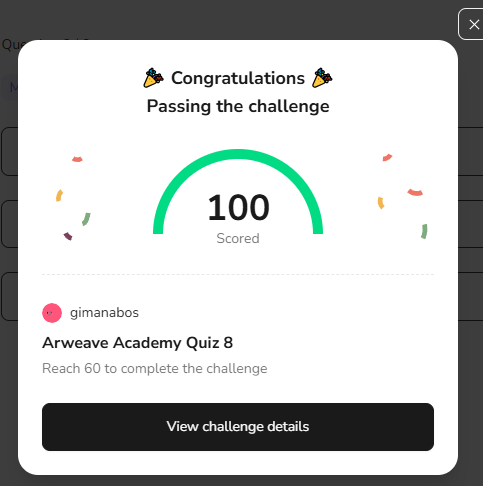 Congratulations
Passing the challenge
100
Scored
gimanabos
Arweave Academy Quiz 8
Reach 60 to complete the challenge
View challenge details